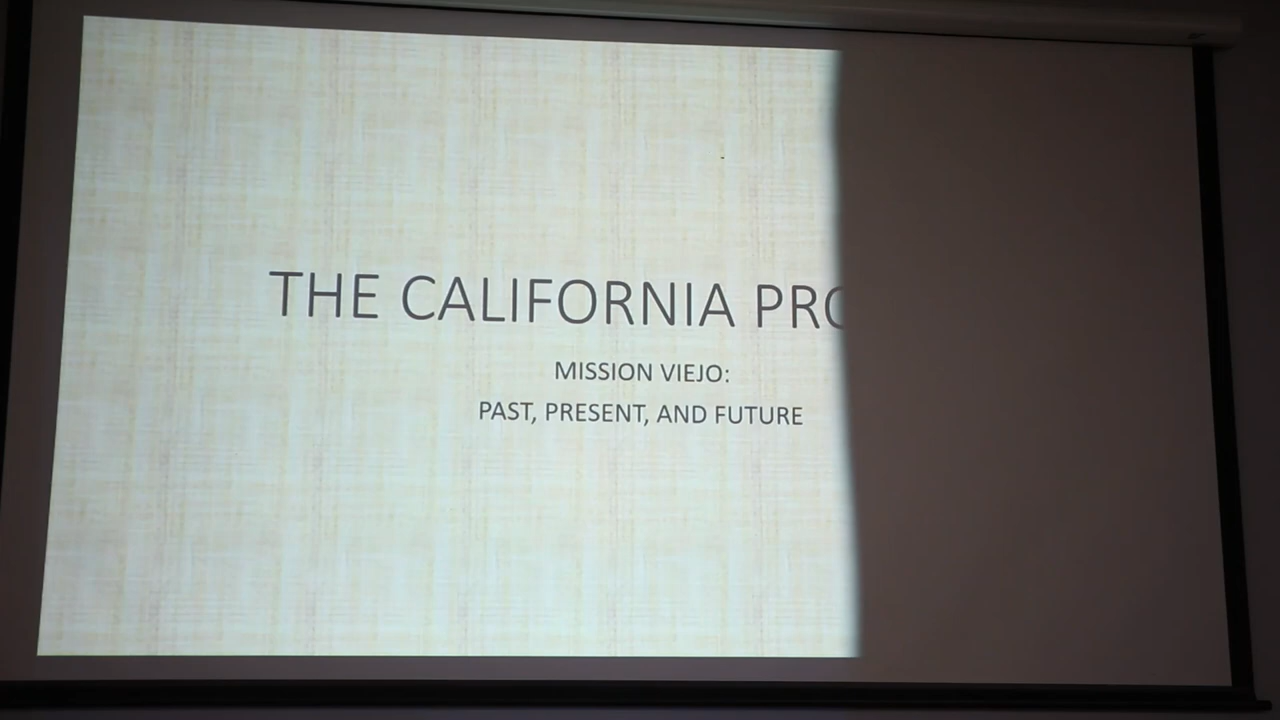 THE CALIFORNIA
MISSION VIEJO:
PAST, PRESENT, AND FUTURE